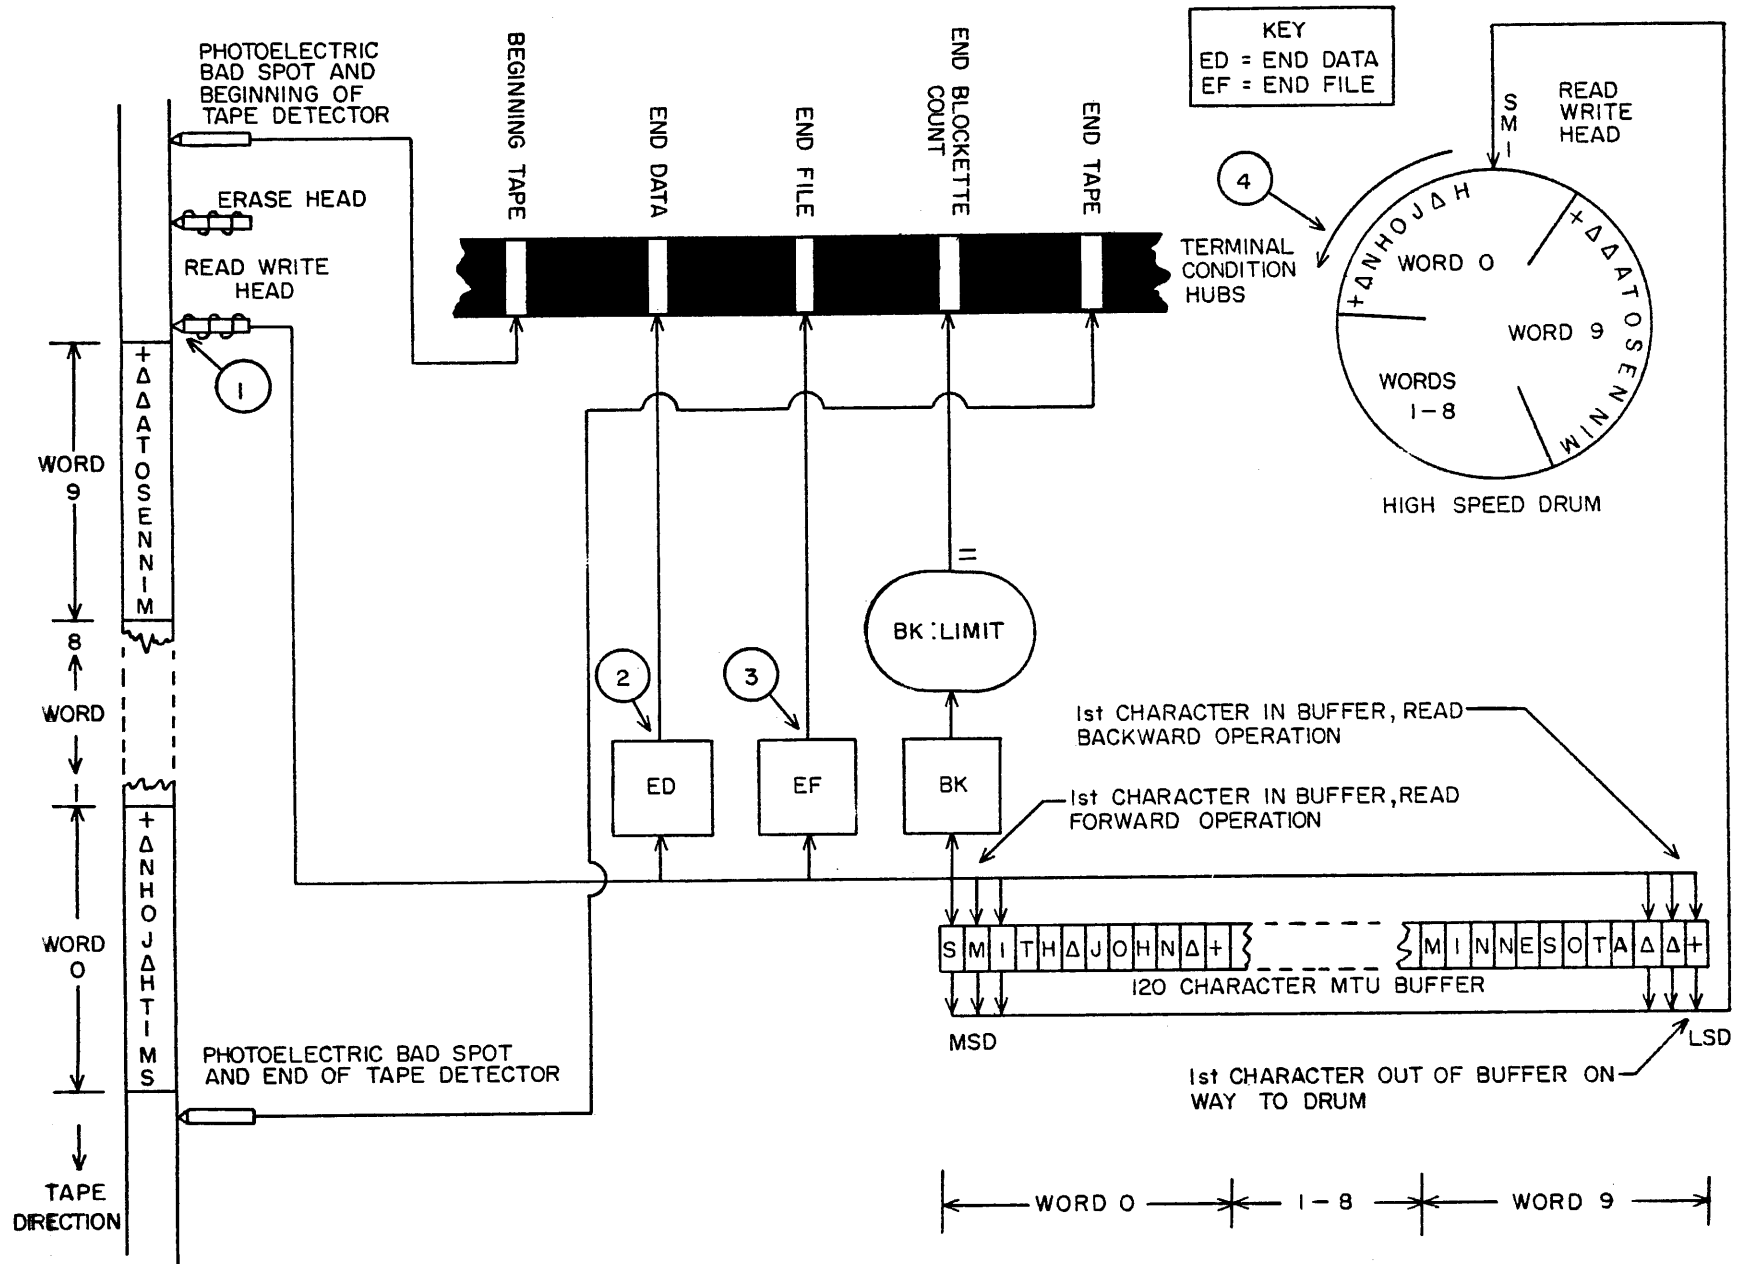 PHOTOELECTRIC
BAD SPOT AND
BEGINNING OF
TAPE DETECTOR
ERASE HEAD
READ WRITE
HEAD
1
BEGINNING TAPE
END DATA
END FILE
END BLOCKETTE
COUNT
END TAPE
TERMINAL
CONDITION
HUBS
KEY
ED = END DATA
EF = END FILE
READ
WRITE
HEAD
SMI
4
+ΔNHOJΔH
WORD 0
+ΔΔATOSENNIM
WORD 9
WORDS
1-8
HIGH SPEED DRUM
WORD
9
+ΔΔATOSENNIM
8
WORD
1
+ΔNHOJΔHTIMS
WORD
0
TAPE
DIRECTION
PHOTOELECTRIC BAD SPOT
AND END OF TAPE DETECTOR
2
3
ED
EF
BK
=
BK:LIMIT
1st CHARACTER IN BUFFER, READ
BACKWARD OPERATION
1st CHARACTER IN BUFFER, READ
FORWARD OPERATION
SMITHΔJOHNΔ+
MINNESOTAΔΔ+
120 CHARACTER MTU BUFFER
MSD
LSD
1st CHARACTER OUT OF BUFFER ON
WAY TO DRUM
WORD 0
1-8
WORD 9